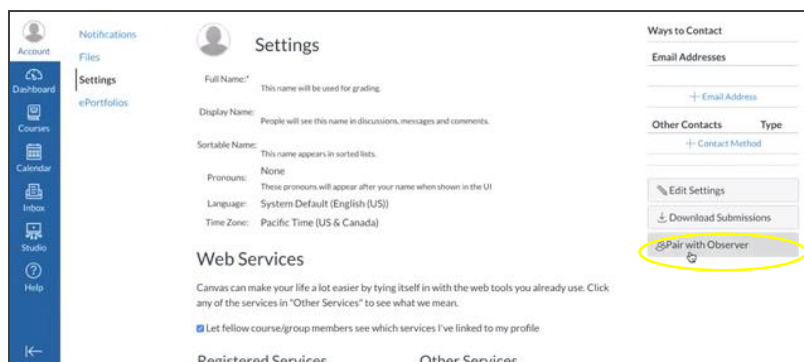 Account
Dashboard
Courses
Calendar
Inbox
Studio
Help
Notifications
Files
Settings
ePortfolios
Settings
Full Name:*
This name will be used for grading.
Display Name:
People will see this name in discussions, messages and comments.
Sortable Name:
This name appears in sorted lists.
Pronouns: None
These pronouns will appear after your name when shown in the UI
Language: System Default (English (US))
Time Zone: Pacific Time (US & Canada)
Web Services
Canvas can make your life a lot easier by tying itself in with the web tools you already use. Click
any of the services in "Other Services" to see what we mean.
Let fellow course/group members see which services I've linked to my profile
Registered Services Other Services
Ways to Contact
Email Addresses
+ Email Address
Other Contacts Type
+ Contact Method
Edit Settings
Download Submissions
Pair with Observer